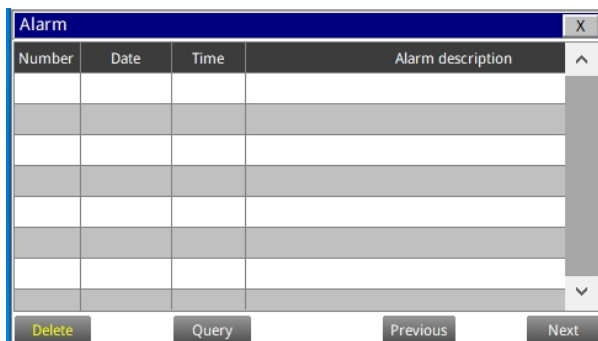 Alarm X
Number Date Time Alarm description
Delete Query Previous Next